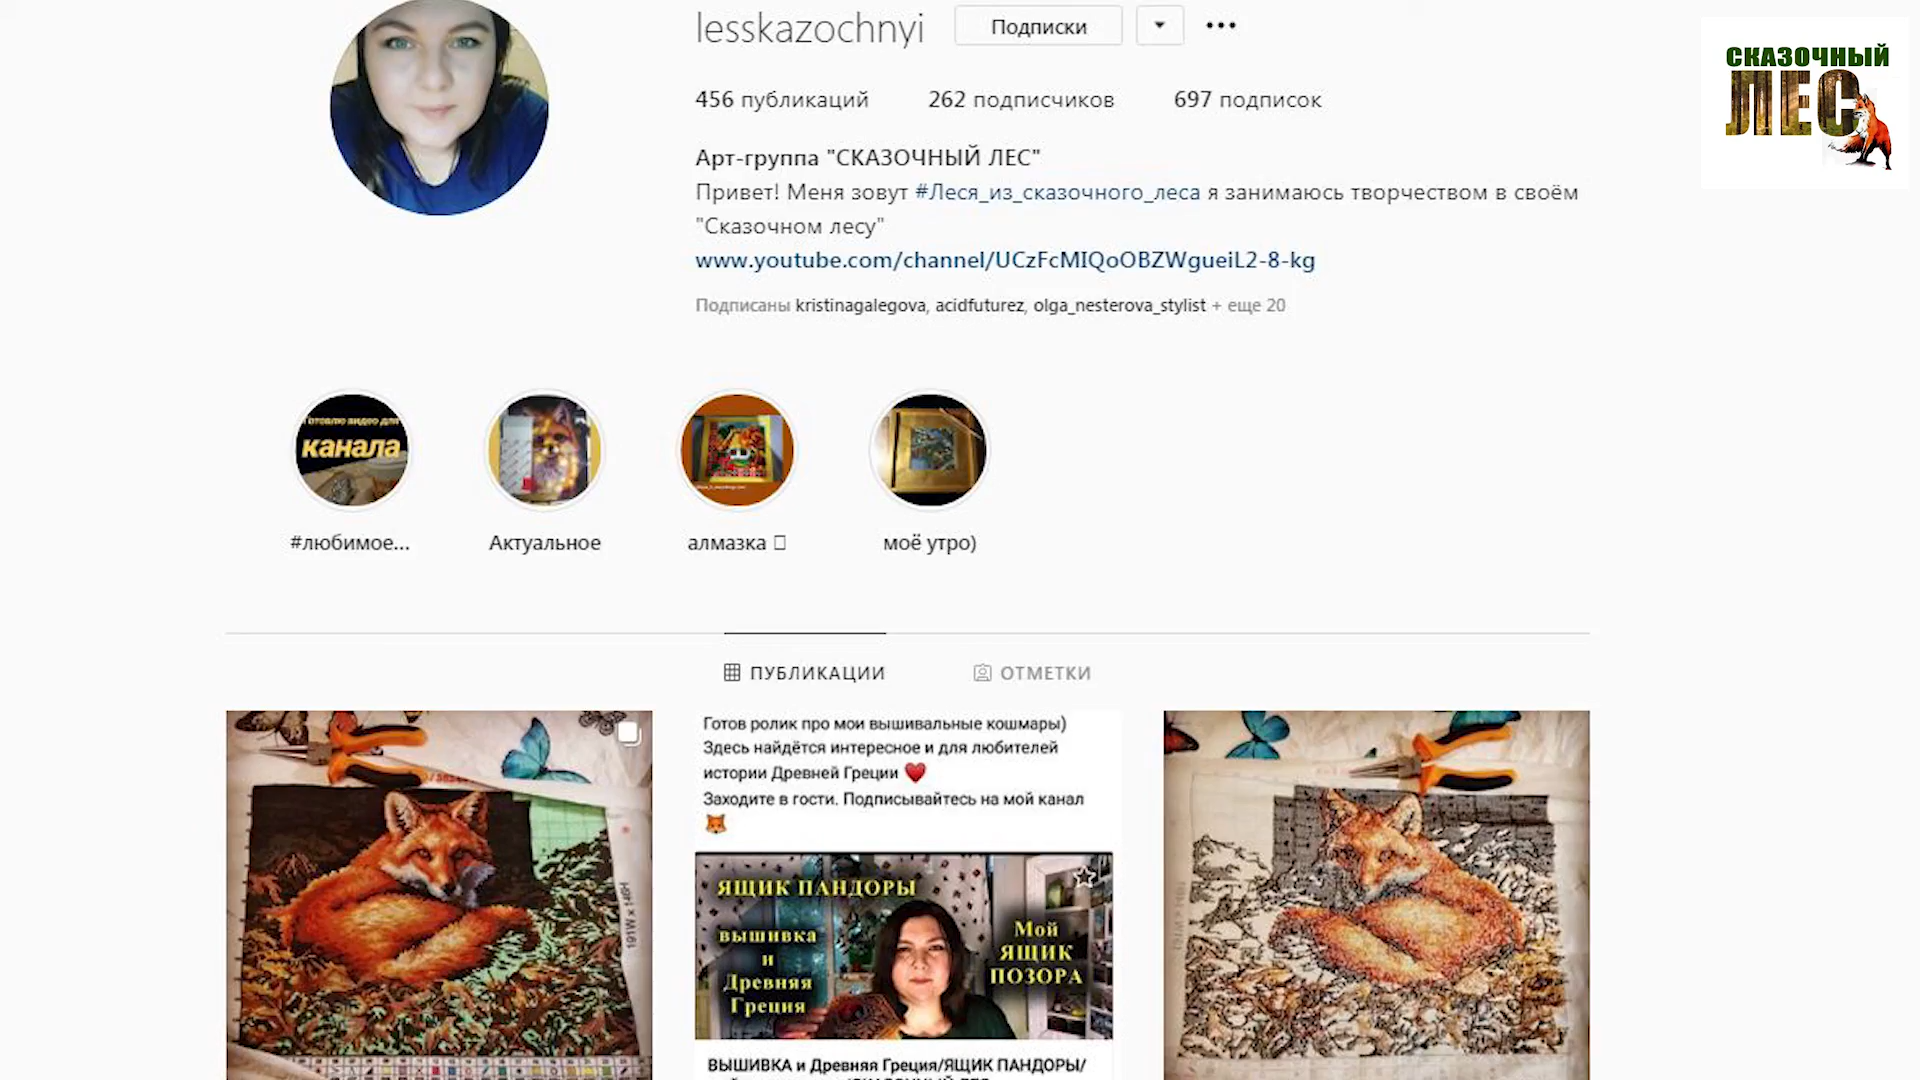 lesskazochnyi
Подписки
СКАЗОЧНЫЙ
ЛЕС
456 публикаций 262 подписчиков 697 подписок
Арт-группа "СКАЗОЧНЫЙ ЛЕС"
Привет! Меня зовут #Леся_из_сказочного_леса я занимаюсь творчеством в своём
"Сказочном лесу"
www.youtube.com/channel/UCzFcMIQoOBZWgueiL2-8-kg
Подписаны kristinagalegova, acidfuturez, olga_nesterova_stylist + еще 20
канала
#любимое...
Актуальное
алмазка
моё утро)
ПУБЛИКАЦИИ
ОТМЕТКИ
Готов ролик про мои вышивальные кошмары)
Здесь найдётся интересное и для любителей
истории Древней Греции ❤
Заходите в гости. Подписывайтесь на мой канал
🦊
ЯЩИК ПАНДОРЫ
вышивка
и
Древняя
Греция
Мой
ЯЩИК
ПОЗОРА
191W x 146H
ВЫШИВКА и Древняя Греция/ЯЩИК ПАНДОРЫ/